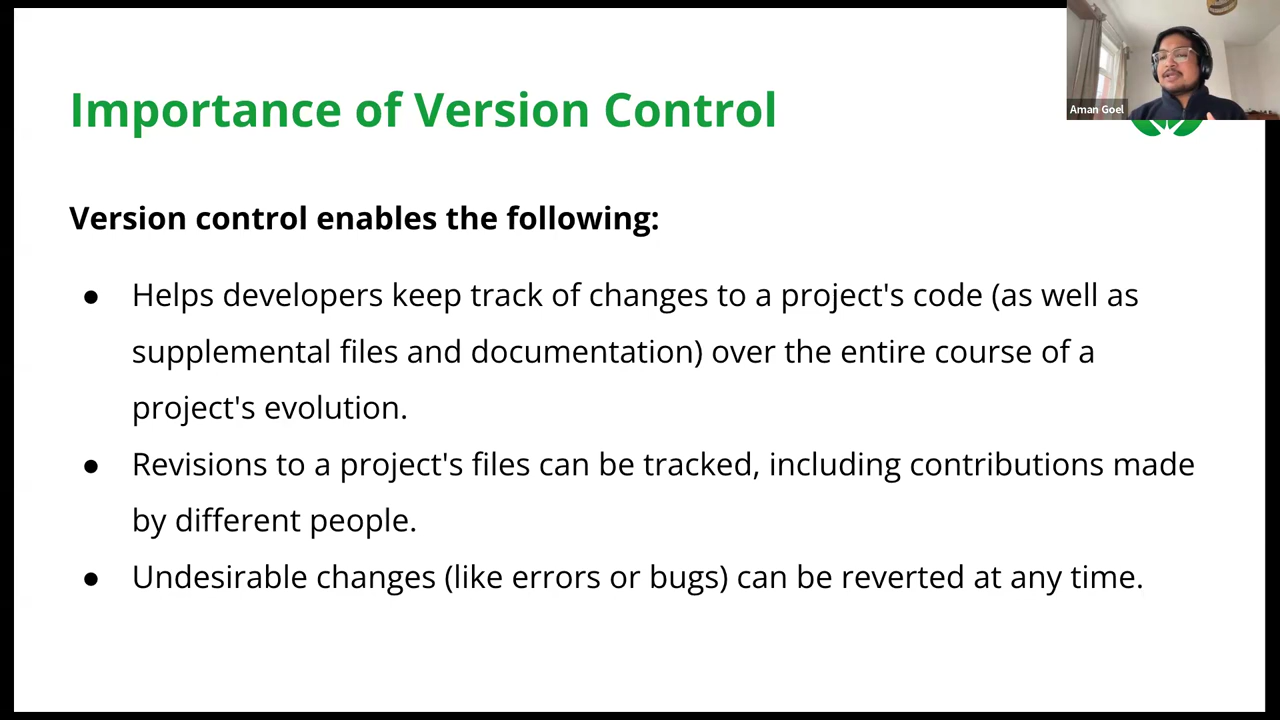 Importance of Version Control
Aman Goel
Version control enables the following:
● Helps developers keep track of changes to a project's code (as well as
supplemental files and documentation) over the entire course of a
project's evolution.
● Revisions to a project's files can be tracked, including contributions made
by different people.
● Undesirable changes (like errors or bugs) can be reverted at any time.